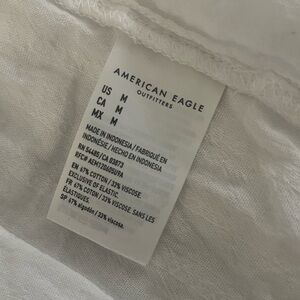 AMERICAN EAGLE
OUTFITTERS
US M
CA M
MX M
MADE IN INDONESIA / FABRIQUÉ EN
INDONÉSIE / HECHO EN INDONESIA
RN 54485/CA 03873
RFC# AEM120605U9A
EN 67% COTTON / 33% VISCOSE.
EXCLUSIVE OF ELASTIC.
FR 67% COTON / 33% VISCOSE. SANS LES
ÉLASTIQUES.
SP 67% algodón / 33% viscosa.